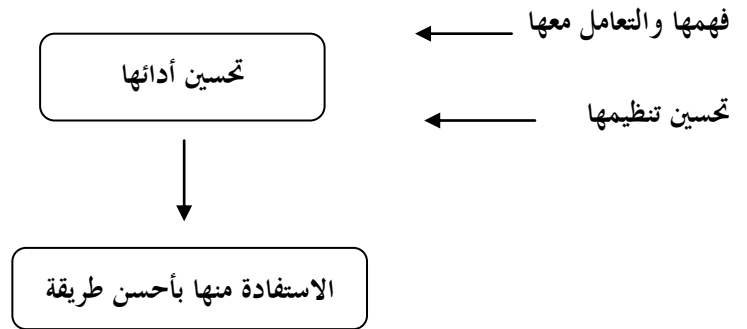 فهمها والتعامل معها
تحسين أدائها
تحسين تنظيمها
الاستفادة منها بأحسن طريقة